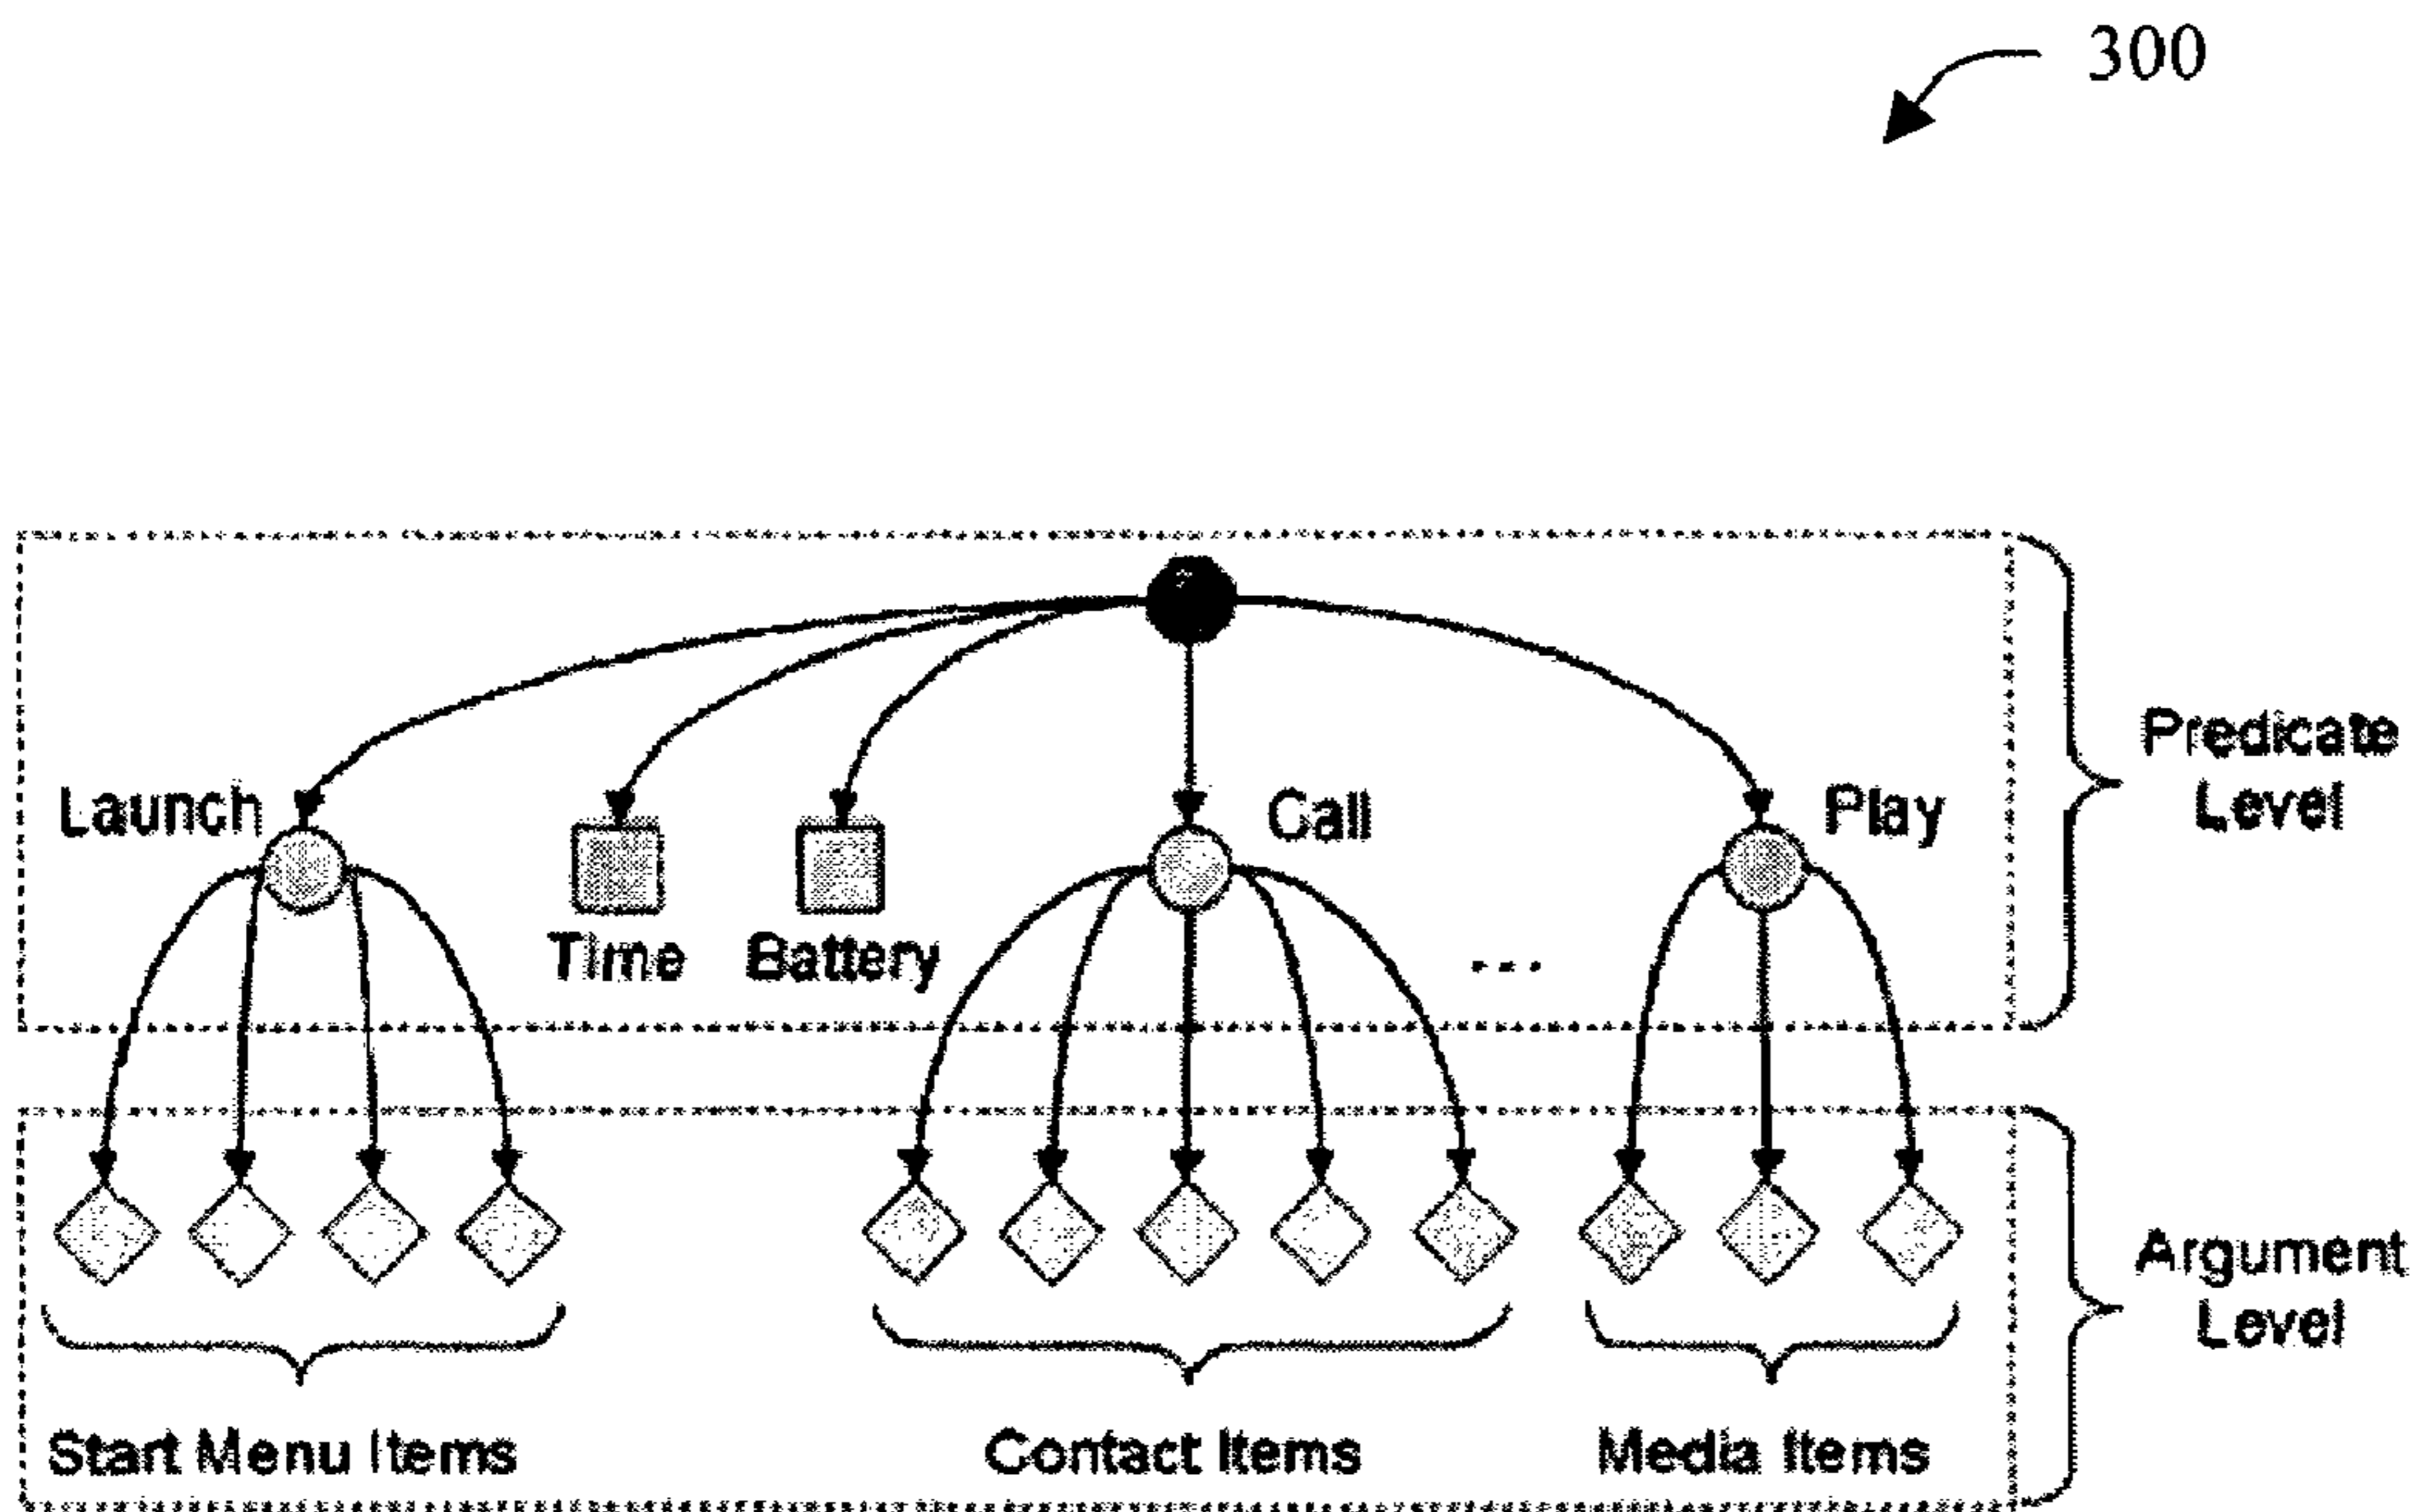 300
Predicate
Level
Launch
Call
Play
Time
Battery
...
Argument
Level
Start Menu Items
Contact Items
Media Items